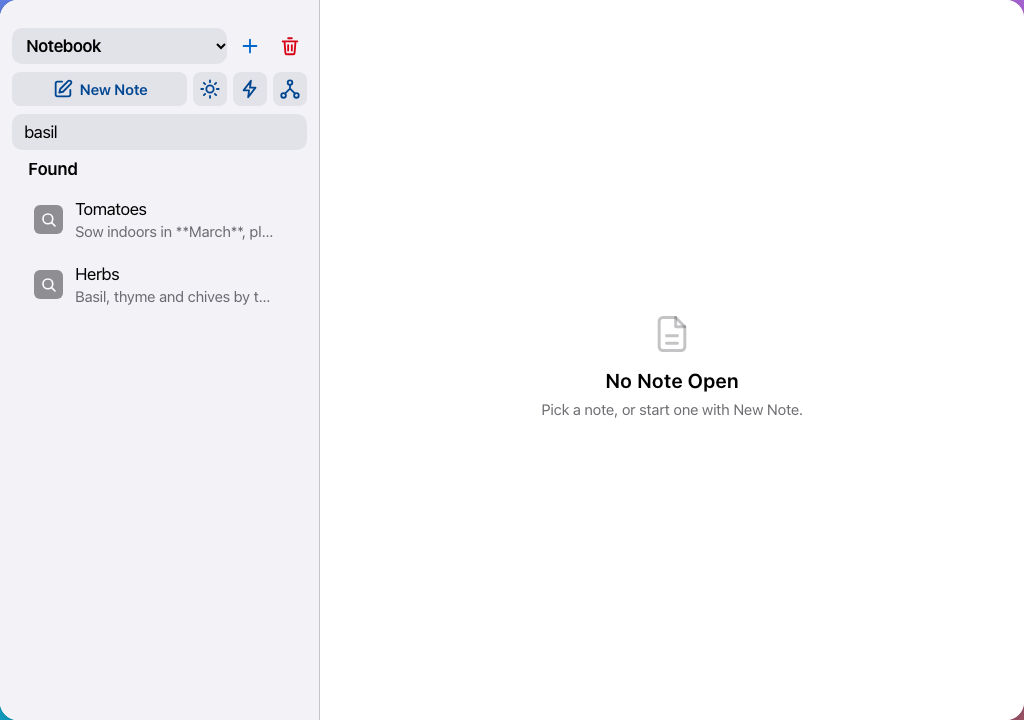 Notebook
New Note
basil
Found
Tomatoes
Sow indoors in **March**, pl...
Herbs
Basil, thyme and chives by t...
No Note Open
Pick a note, or start one with New Note.